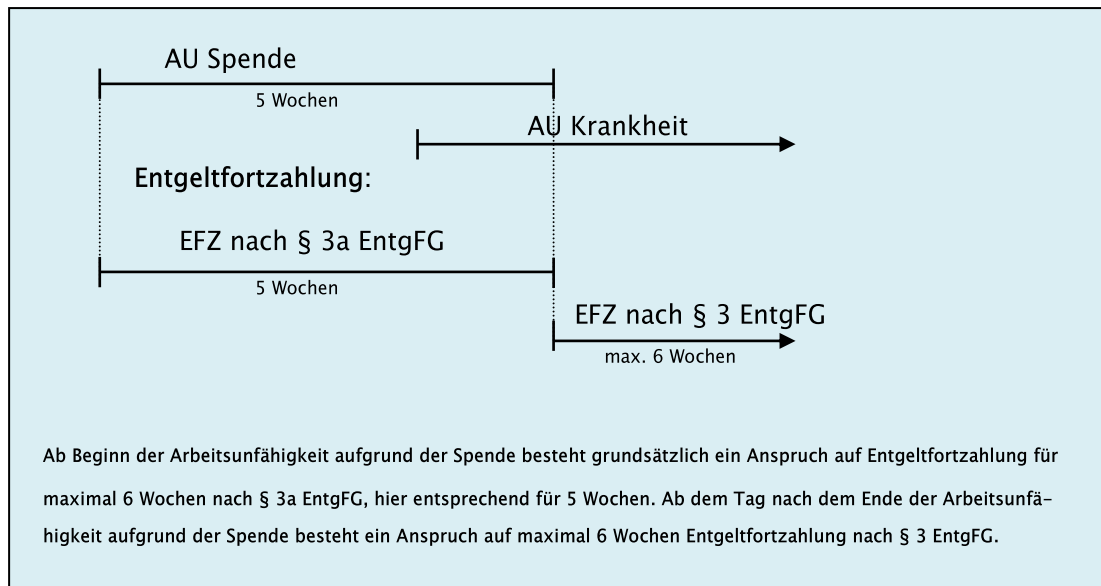 AU Spende
5 Wochen
AU Krankheit
Entgeltfortzahlung:
EFZ nach § 3a EntgFG
5 Wochen
EFZ nach § 3 EntgFG
max. 6 Wochen
Ab Beginn der Arbeitsunfähigkeit aufgrund der Spende besteht grundsätzlich ein Anspruch auf Entgeltfortzahlung für
maximal 6 Wochen nach § 3a EntgFG, hier entsprechend für 5 Wochen. Ab dem Tag nach dem Ende der Arbeitsunfä-
higkeit aufgrund der Spende besteht ein Anspruch auf maximal 6 Wochen Entgeltfortzahlung nach § 3 EntgFG.